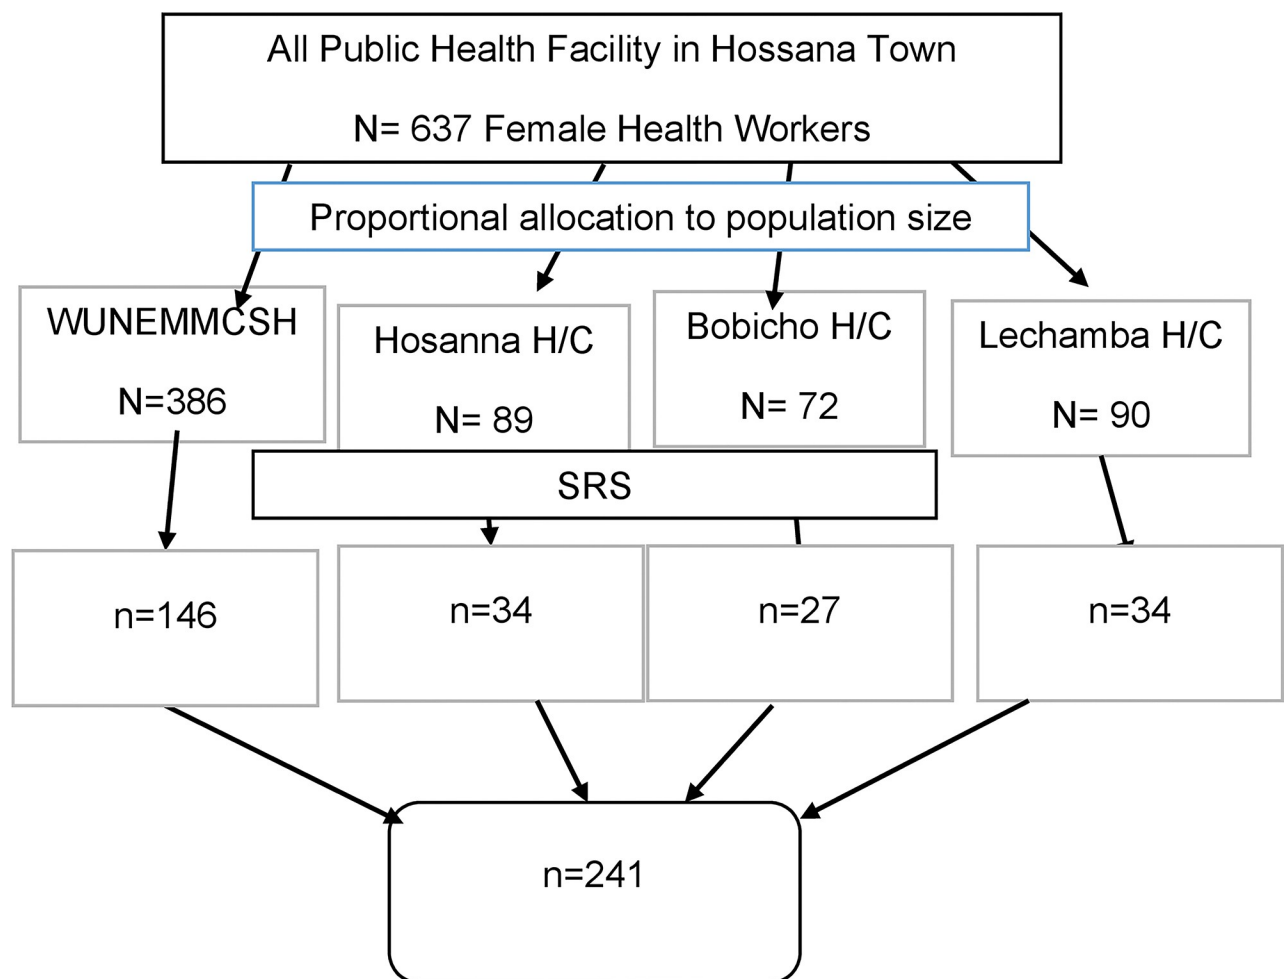 All Public Health Facility in Hossana Town
N= 637 Female Health Workers
Proportional allocation to population size
WUNEMMCSH
N=386
Hosanna H/C
N= 89
Bobicho H/C
N= 72
Lechamba H/C
N= 90
SRS
n=146
n=34
n=27
n=34
n=241